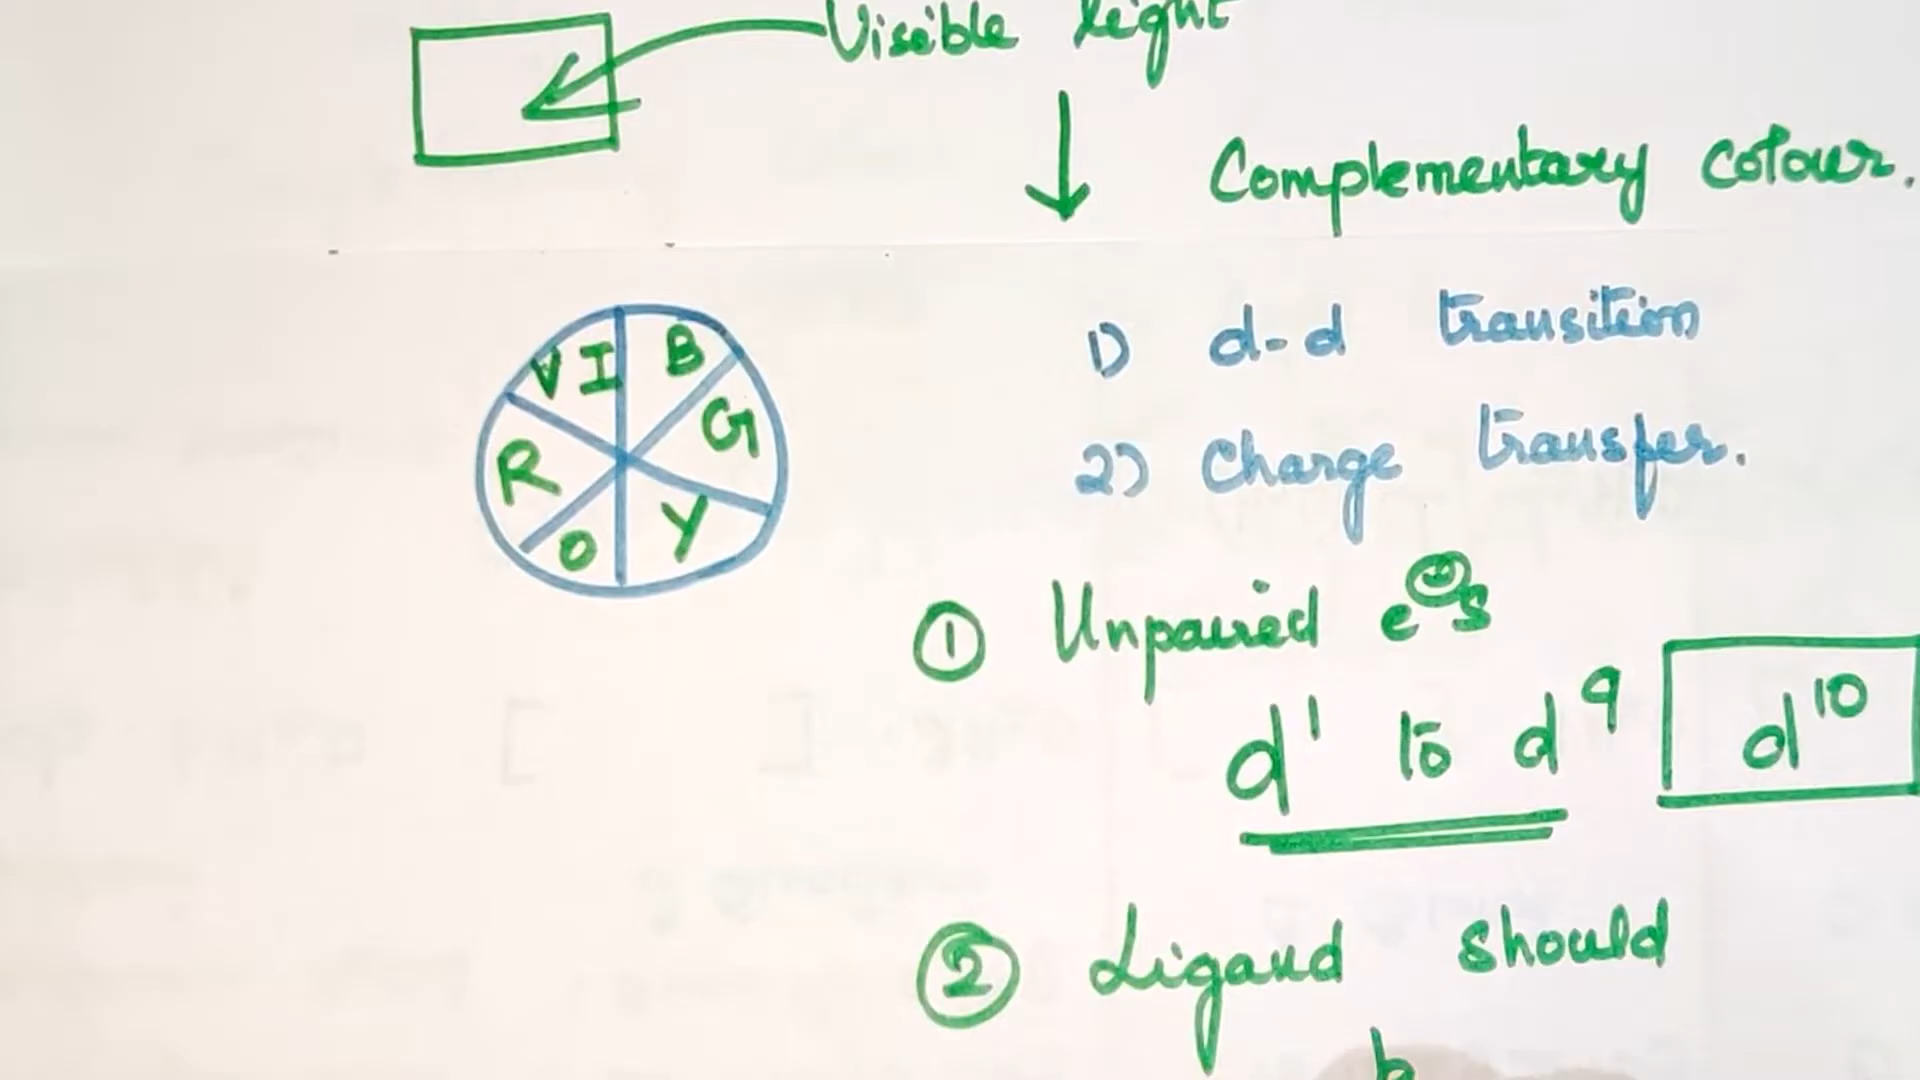 Visible light
Complementary colour.
V I B
R G
O Y
1) d-d transition
2) charge transfer.
① Unpaired e⊖s
d¹ to d⁹ d¹⁰
② Ligand should
b